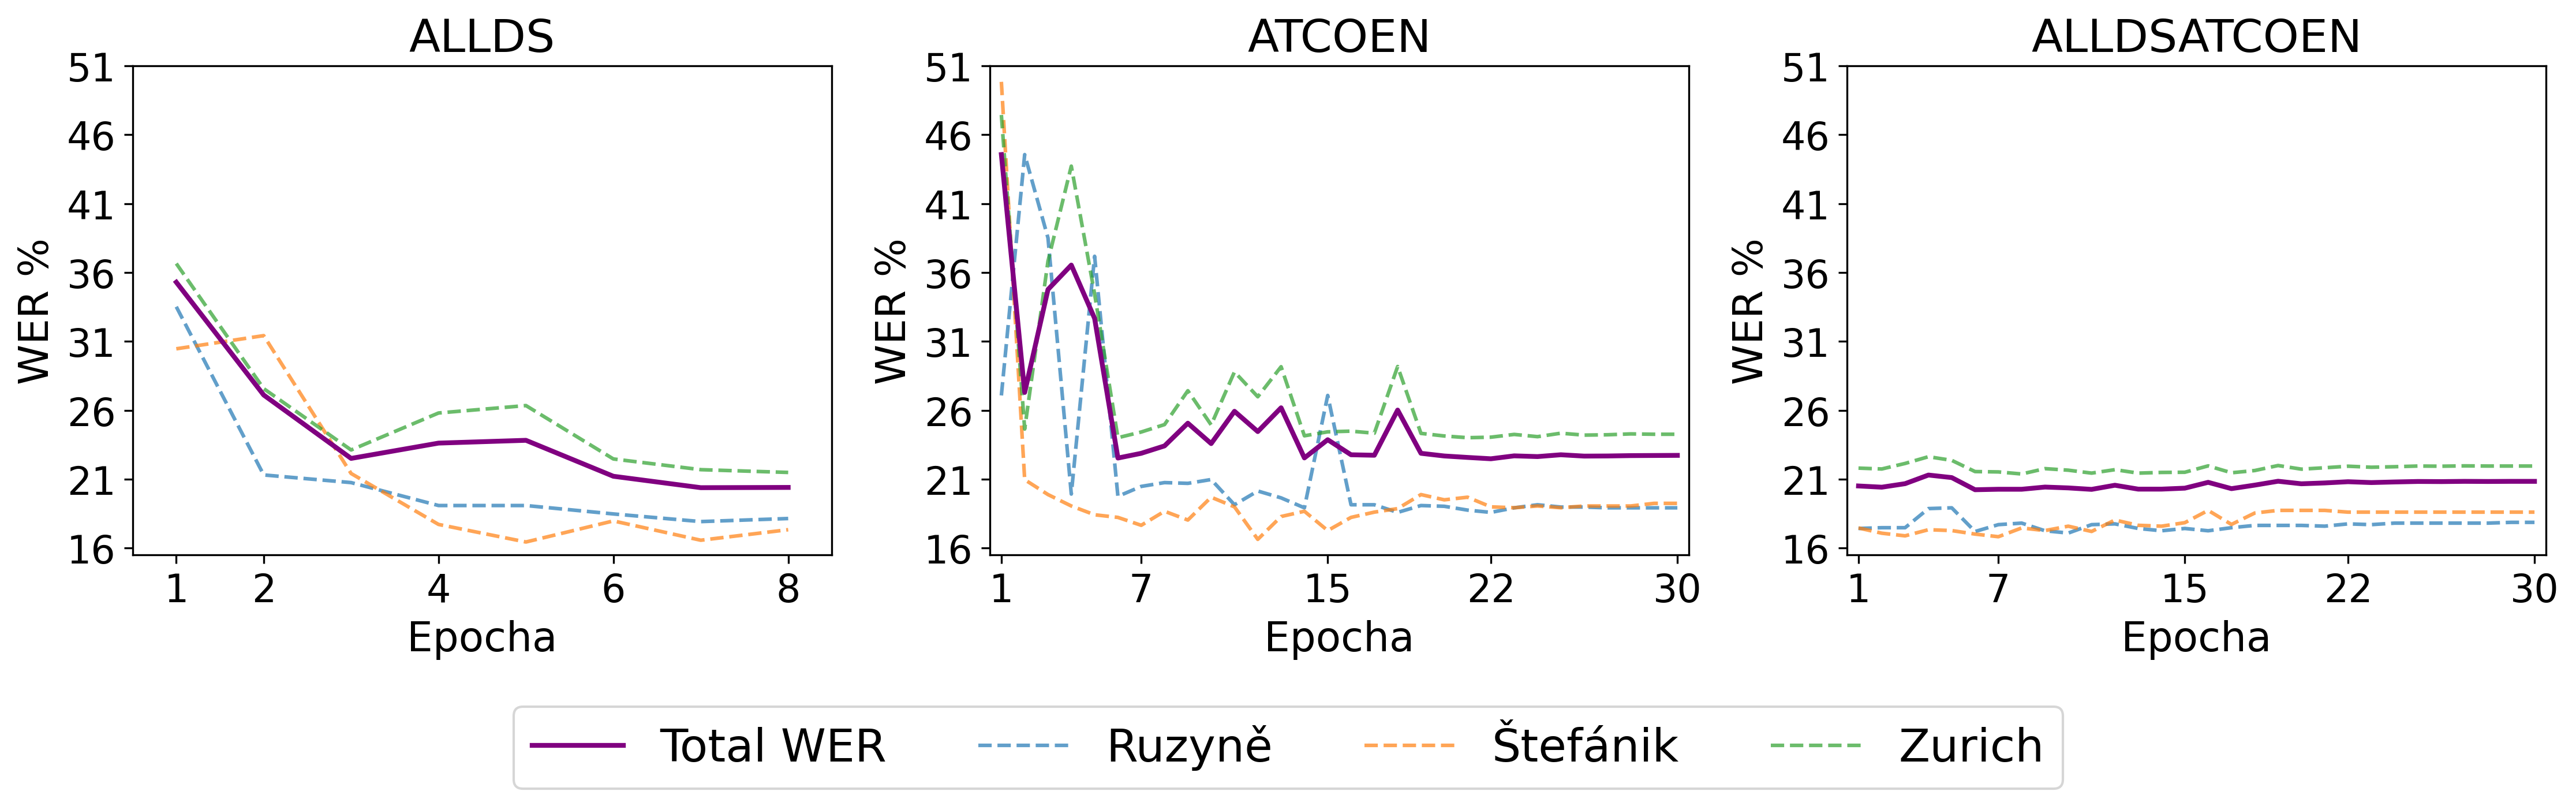 ALLDS
ATCOEN
ALLDSATCOEN
WER %
51
46
41
36
31
26
21
16
1 2 4 6 8
Epocha
WER %
51
46
41
36
31
26
21
16
1 7 15 22 30
Epocha
WER %
51
46
41
36
31
26
21
16
1 7 15 22 30
Epocha
Total WER Ruzyně Štefánik Zurich